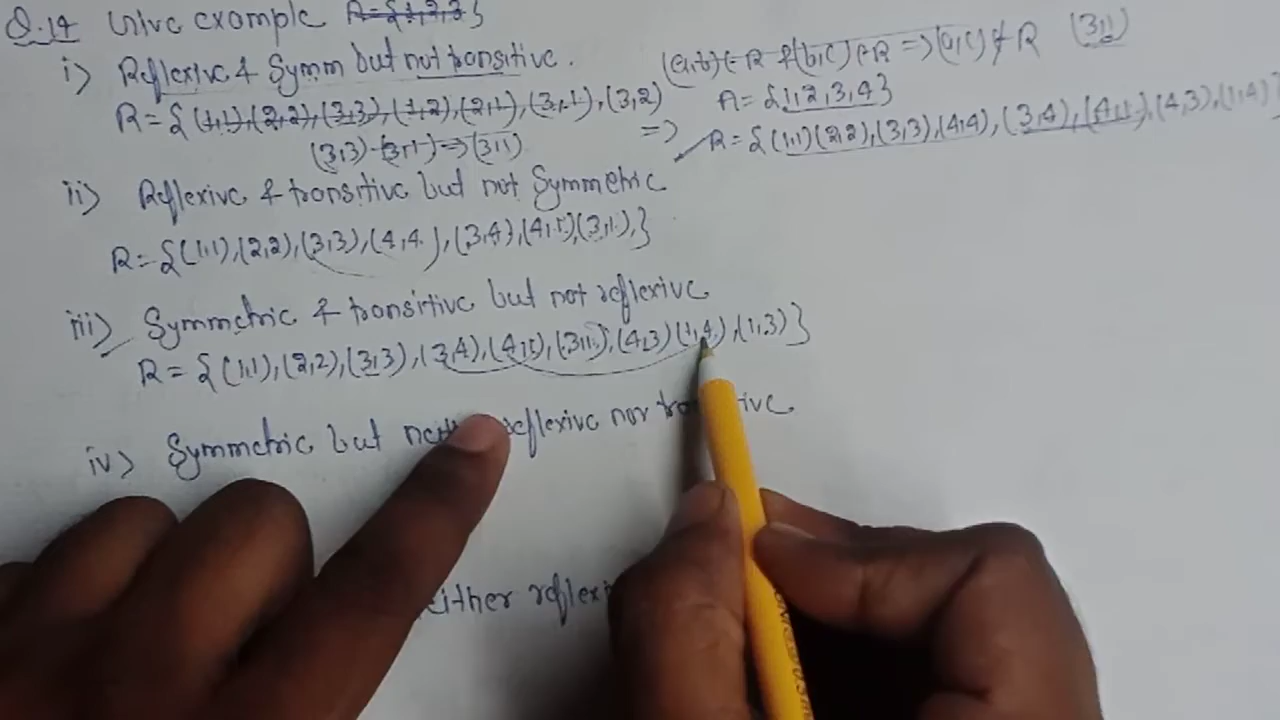 Q.14 Give example R={1,2,3}
i) Reflexive & Symm but not transitive.
(a,b)∈R & (b,c)∈R => (a,c)∉R (3,1)
R={(1,1),(2,2),(3,3),(1,2),(2,1),(3,1),(3,2)
A={1,2,3,4}
=> R={(1,1)(2,2),(3,3),(4,4),(3,4),(4,1),(4,3),(1,4)}
(3,3) (3,1)=>(3,1)
ii) Reflexive & transitive but not Symmetric
R={(1,1),(2,2),(3,3),(4,4),(3,4),(4,1)(3,1),}
iii) Symmetric & transitive but not reflexive
R={(1,1),(2,2),(3,3),(3,4),(4,1),(3,1),(4,3)(1,4),(1,3)}
iv) Symmetric but reflexive nor